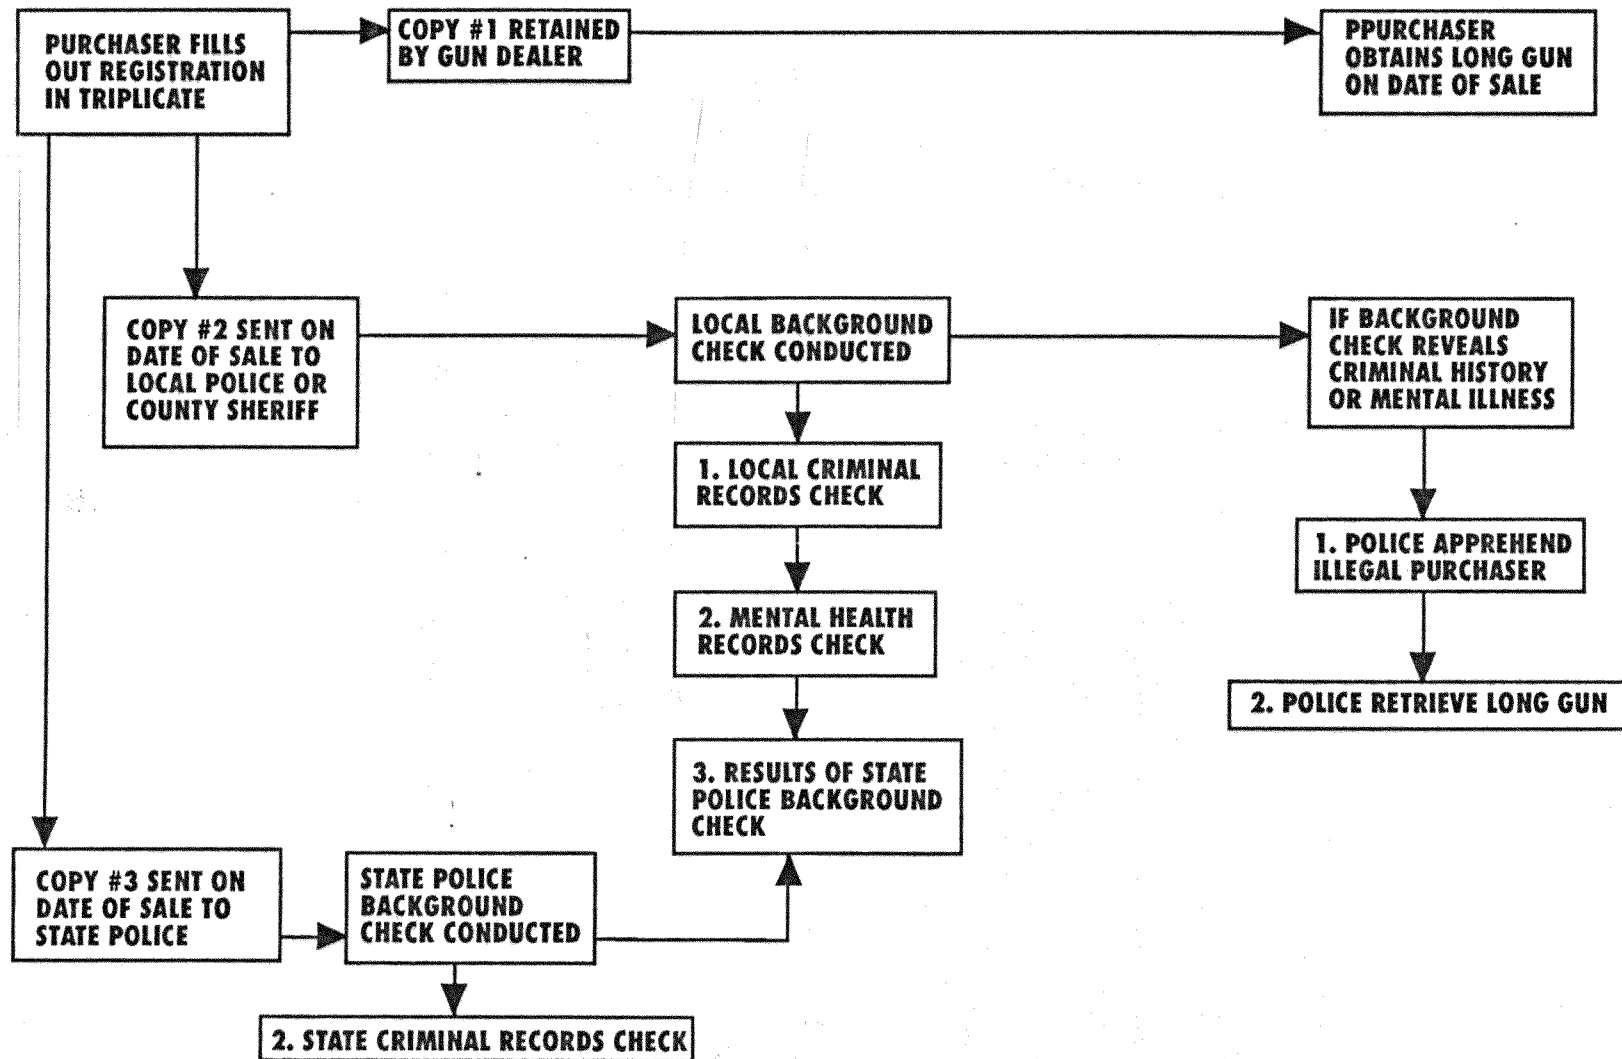 PURCHASER FILLS
OUT REGISTRATION
IN TRIPLICATE
COPY #1 RETAINED
BY GUN DEALER
PPURCHASER
OBTAINS LONG GUN
ON DATE OF SALE
COPY #2 SENT ON
DATE OF SALE TO
LOCAL POLICE OR
COUNTY SHERIFF
LOCAL BACKGROUND
CHECK CONDUCTED
IF BACKGROUND
CHECK REVEALS
CRIMINAL HISTORY
OR MENTAL ILLNESS
1. LOCAL CRIMINAL
RECORDS CHECK
1. POLICE APPREHEND
ILLEGAL PURCHASER
2. MENTAL HEALTH
RECORDS CHECK
2. POLICE RETRIEVE LONG GUN
3. RESULTS OF STATE
POLICE BACKGROUND
CHECK
COPY #3 SENT ON
DATE OF SALE TO
STATE POLICE
STATE POLICE
BACKGROUND
CHECK CONDUCTED
2. STATE CRIMINAL RECORDS CHECK